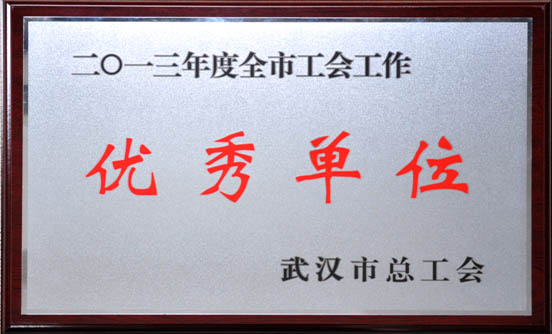 二〇一三年度全市工会工作
优秀单位
武汉市总工会